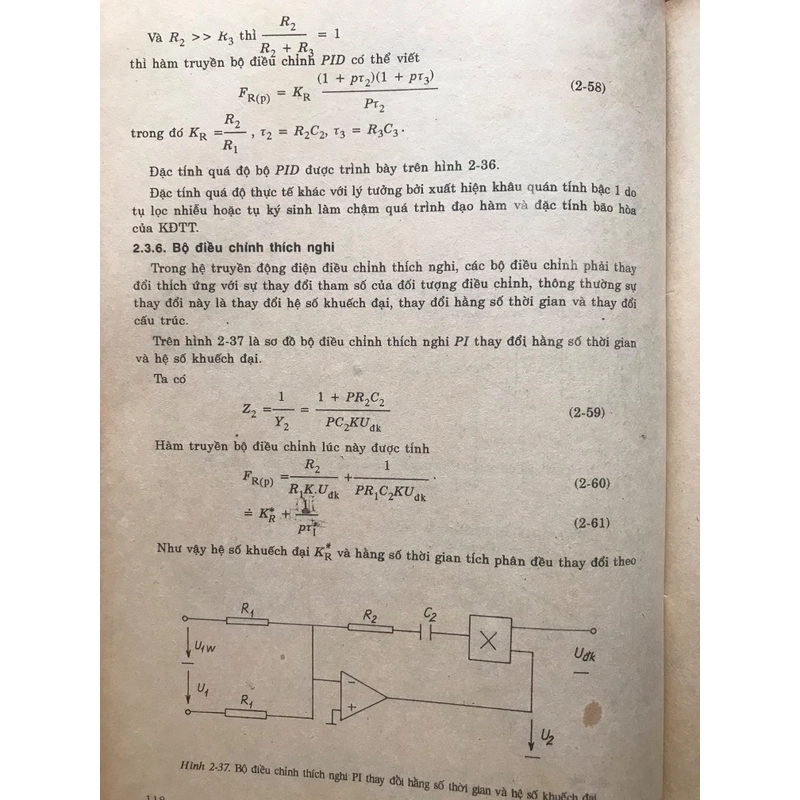 Và R₂ >> K₃ thì R₂ / (R₂ + R₃) = 1
thì hàm truyền bộ điều chỉnh PID có thể viết
F_R(p) = K_R (1 + pτ₂)(1 + pτ₃) / Pτ₂ (2-58)
trong đó K_R = R₂ / R₁ , τ₂ = R₂C₂, τ₃ = R₃C₃.
Đặc tính quá độ bộ PID được trình bày trên hình 2-36.
Đặc tính quá độ thực tế khác với lý tưởng bởi xuất hiện khâu quán tính bậc 1 do
tụ lọc nhiễu hoặc tụ ký sinh làm chậm quá trình đạo hàm và đặc tính bão hòa
của KĐTT.
2.3.6. Bộ điều chỉnh thích nghi
Trong hệ truyền động điện điều chỉnh thích nghi, các bộ điều chỉnh phải thay
đổi thích ứng với sự thay đổi tham số của đối tượng điều chỉnh, thông thường sự
thay đổi này là thay đổi hệ số khuếch đại, thay đổi hằng số thời gian và thay đổi
cấu trúc.
Trên hình 2-37 là sơ đồ bộ điều chỉnh thích nghi PI thay đổi hằng số thời gian
và hệ số khuếch đại.
Ta có
Z₂ = 1 / Y₂ = (1 + PR₂C₂) / PC₂KU_đk (2-59)
Hàm truyền bộ điều chỉnh lúc này được tính
F_R(p) = R₂ / R₁K.U_đk + 1 / PR₁C₂KU_đk. (2-60)
= K*_R + 1 / pτ*_I (2-61)
Như vậy hệ số khuếch đại K*_R và hằng số thời gian tích phân đều thay đổi theo
R₁ R₂ C₂
U₁w X U_đk
U₁ R₁ − +
U₂
Hình 2-37. Bộ điều chỉnh thích nghi PI thay đổi hằng số thời gian và hệ số khuếch đại